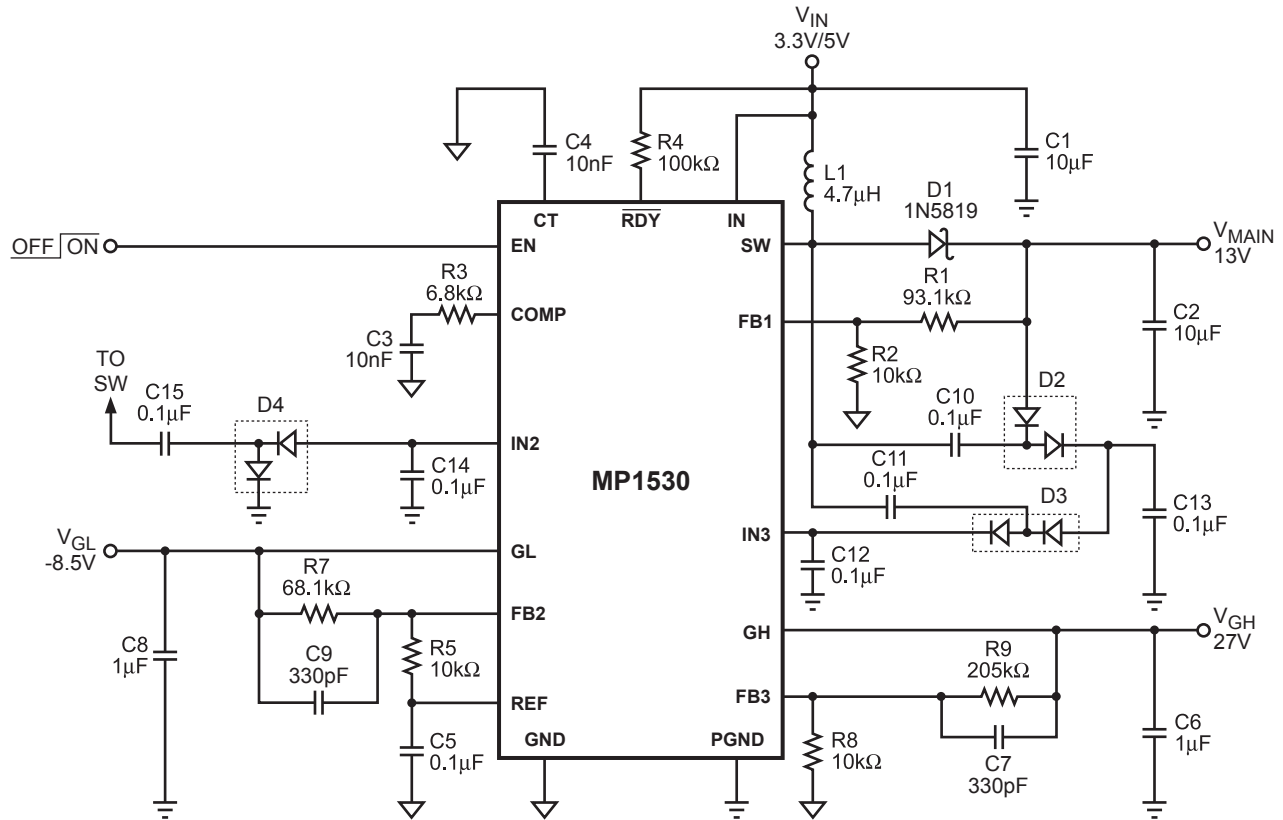 VIN
3.3V/5V
C4
10nF
R4
100kΩ
C1
10µF
L1
4.7µH
D1
1N5819
CT
RDY
IN
OFF ON
EN
SW
VMAIN
13V
R3
6.8kΩ
COMP
R1
93.1kΩ
FB1
C2
10µF
C3
10nF
R2
10kΩ
TO
SW
C15
0.1µF
D4
C10
0.1µF
D2
IN2
C14
0.1µF
MP1530
C11
0.1µF
D3
C13
0.1µF
IN3
C12
0.1µF
VGL
-8.5V
GL
R7
68.1kΩ
FB2
C8
1µF
C9
330pF
R5
10kΩ
REF
C5
0.1µF
GND
PGND
GH
VGH
27V
R9
205kΩ
FB3
R8
10kΩ
C7
330pF
C6
1µF